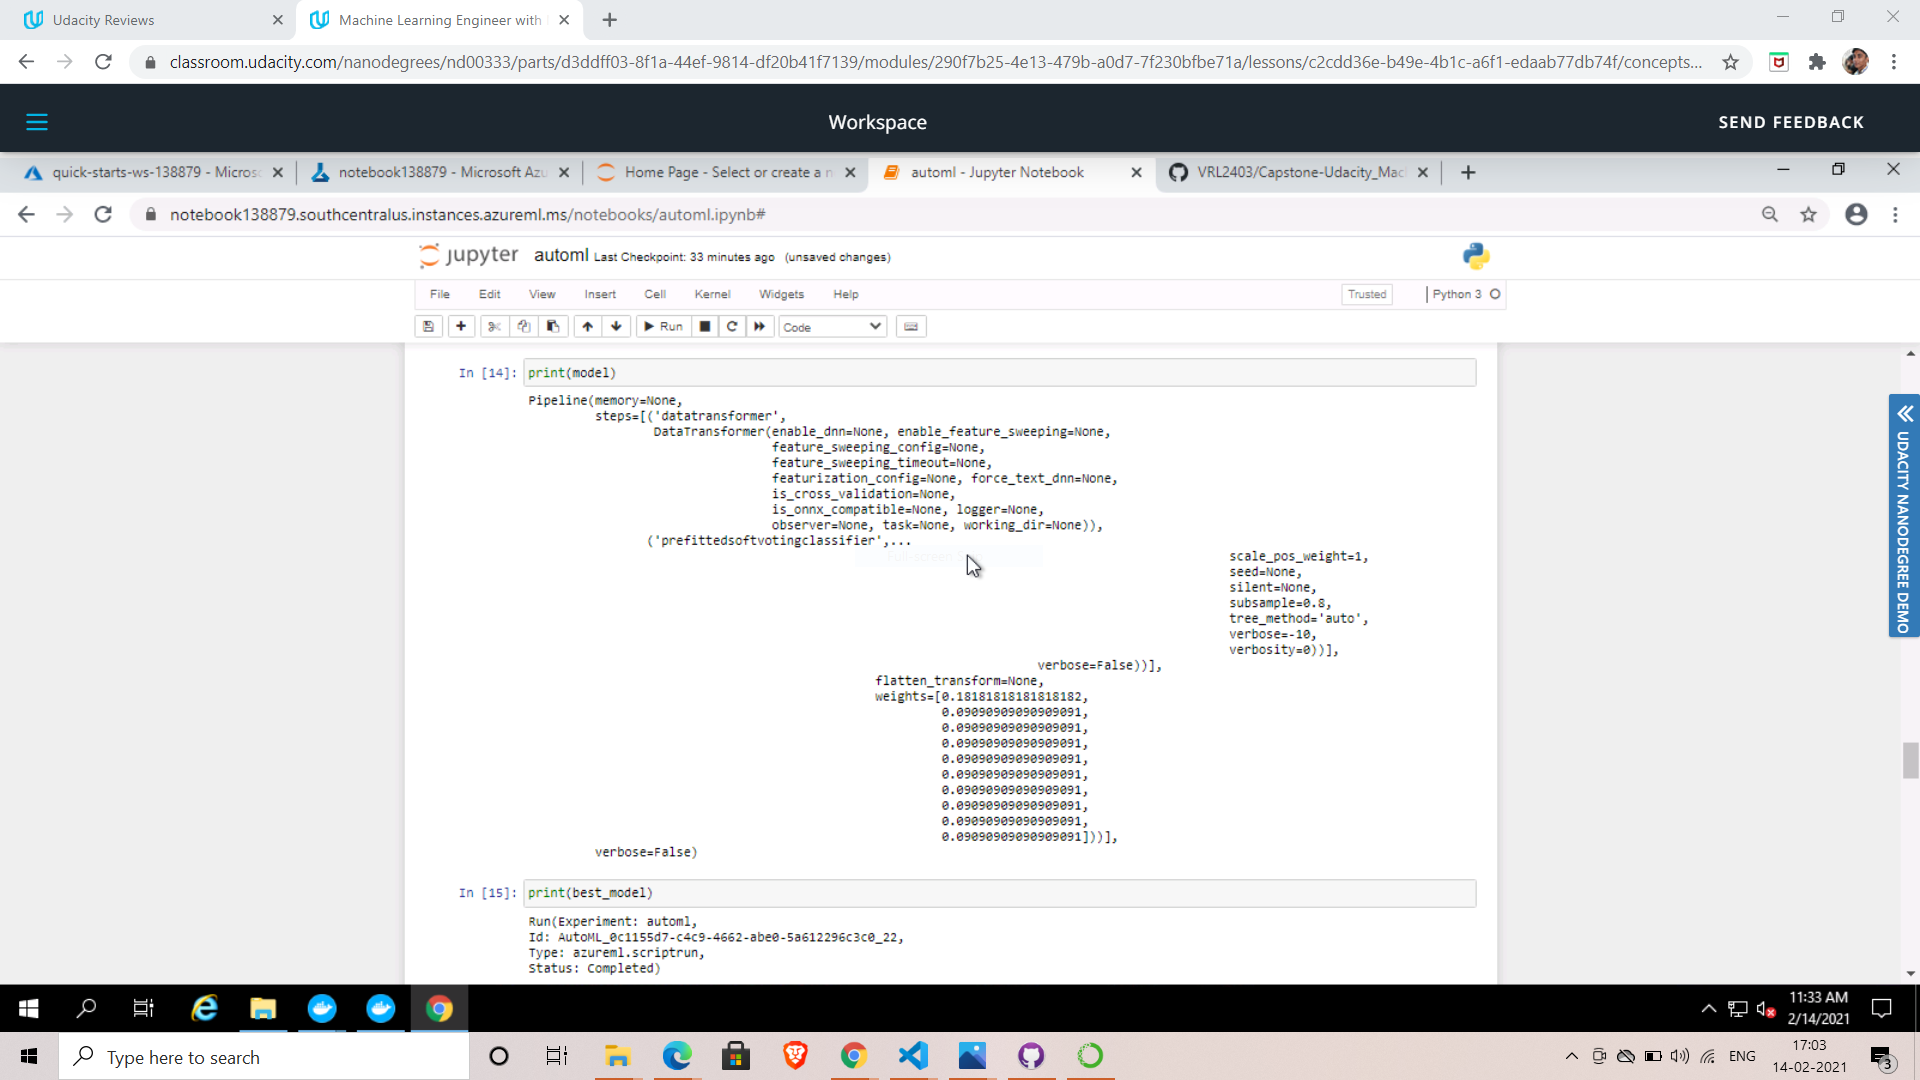 Udacity Reviews
Machine Learning Engineer with
classroom.udacity.com/nanodegrees/nd00333/parts/d3ddff03-8f1a-44ef-9814-df20b41f7139/modules/290f7b25-4e13-479b-a0d7-7f230bfbe71a/lessons/c2cdd36e-b49e-4b1c-a6f1-edaab77db74f/concepts...
Workspace
SEND FEEDBACK
quick-starts-ws-138879 - Micros
notebook138879 - Microsoft Azu
Home Page - Select or create a n
automl - Jupyter Notebook
VRL2403/Capstone-Udacity_Mac
notebook138879.southcentralus.instances.azureml.ms/notebooks/automl.ipynb#
jupyter automl Last Checkpoint: 33 minutes ago (unsaved changes)
File Edit View Insert Cell Kernel Widgets Help Trusted Python 3
Run Code
In [14]: print(model)
Pipeline(memory=None,
steps=[('datatransformer',
DataTransformer(enable_dnn=None, enable_feature_sweeping=None,
feature_sweeping_config=None,
feature_sweeping_timeout=None,
featurization_config=None, force_text_dnn=None,
is_cross_validation=None,
is_onnx_compatible=None, logger=None,
observer=None, task=None, working_dir=None)),
('prefittedsoftvotingclassifier',...
scale_pos_weight=1,
seed=None,
silent=None,
subsample=0.8,
tree_method='auto',
verbose=-10,
verbosity=0))],
verbose=False))],
flatten_transform=None,
weights=[0.18181818181818182,
0.09090909090909091,
0.09090909090909091,
0.09090909090909091,
0.09090909090909091,
0.09090909090909091,
0.09090909090909091,
0.09090909090909091,
0.09090909090909091,
0.09090909090909091]))],
verbose=False)
In [15]: print(best_model)
Run(Experiment: automl,
Id: AutoML_0c1155d7-c4c9-4662-abe0-5a612296c3c0_22,
Type: azureml.scriptrun,
Status: Completed)
UDACITY NANODEGREE DEMO
11:33 AM
2/14/2021
Type here to search
ENG
17:03
14-02-2021
3